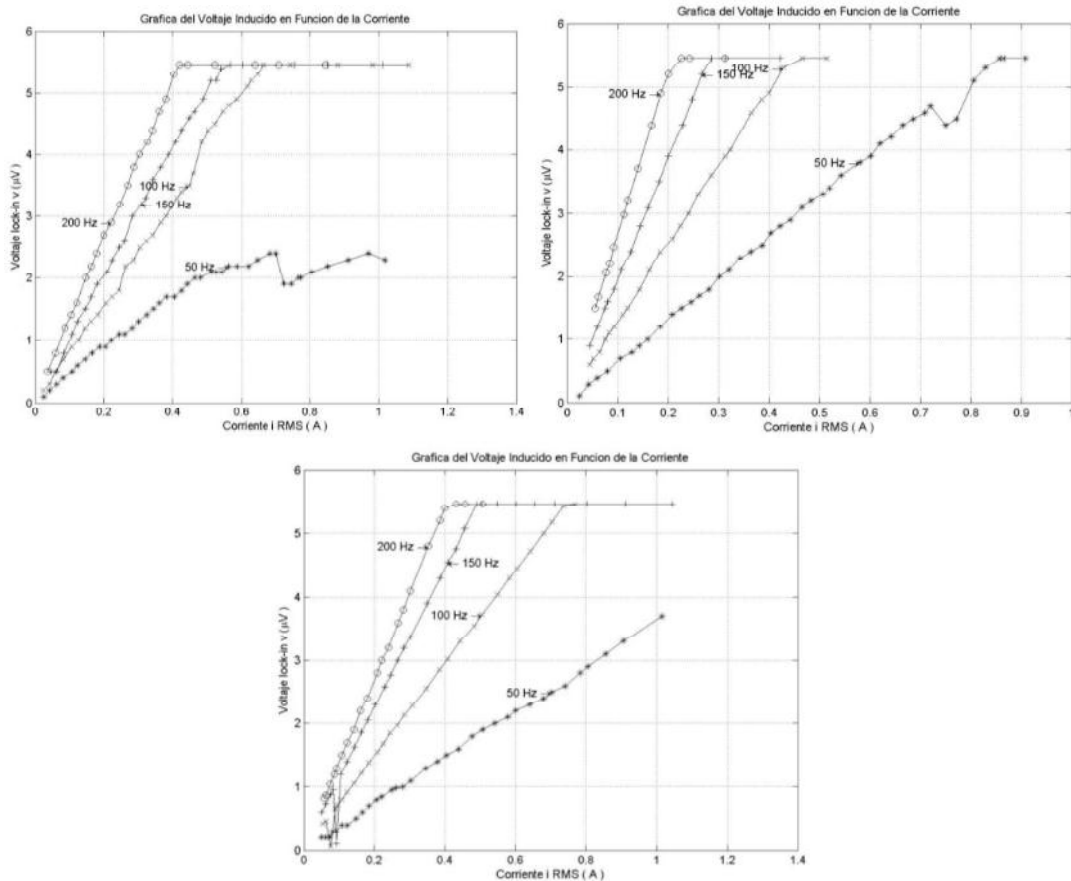 Grafica del Voltaje Inducido en Funcion de la Corriente
Voltaje lock-in v (μV)
6
5
4
3
2
1
0
200 Hz
100 Hz
150 Hz
50 Hz
0 0.2 0.4 0.6 0.8 1 1.2 1.4
Corriente i RMS ( A )
Grafica del Voltaje Inducido en Funcion de la Corriente
Voltaje lock-in v (μV)
6
5
4
3
2
1
0
100 Hz
150 Hz
200 Hz
50 Hz
0 0.1 0.2 0.3 0.4 0.5 0.6 0.7 0.8 0.9 1
Corriente i RMS ( A )
Grafica del Voltaje Inducido en Funcion de la Corriente
Voltaje lock-in v (μV)
6
5
4
3
2
1
0
200 Hz
150 Hz
100 Hz
50 Hz
0 0.2 0.4 0.6 0.8 1 1.2 1.4
Corriente i RMS ( A )